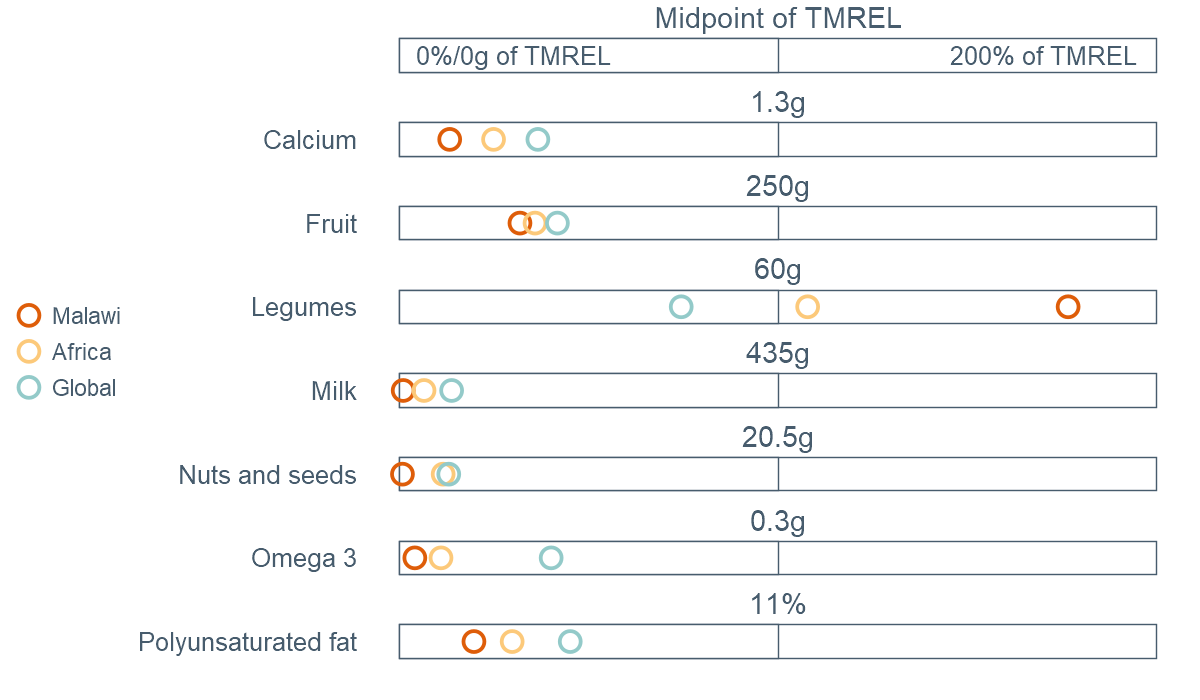 Midpoint of TMREL
0%/0g of TMREL
200% of TMREL
1.3g
Calcium
250g
Fruit
60g
Legumes
435g
Milk
20.5g
Nuts and seeds
0.3g
Omega 3
11%
Polyunsaturated fat
Malawi
Africa
Global